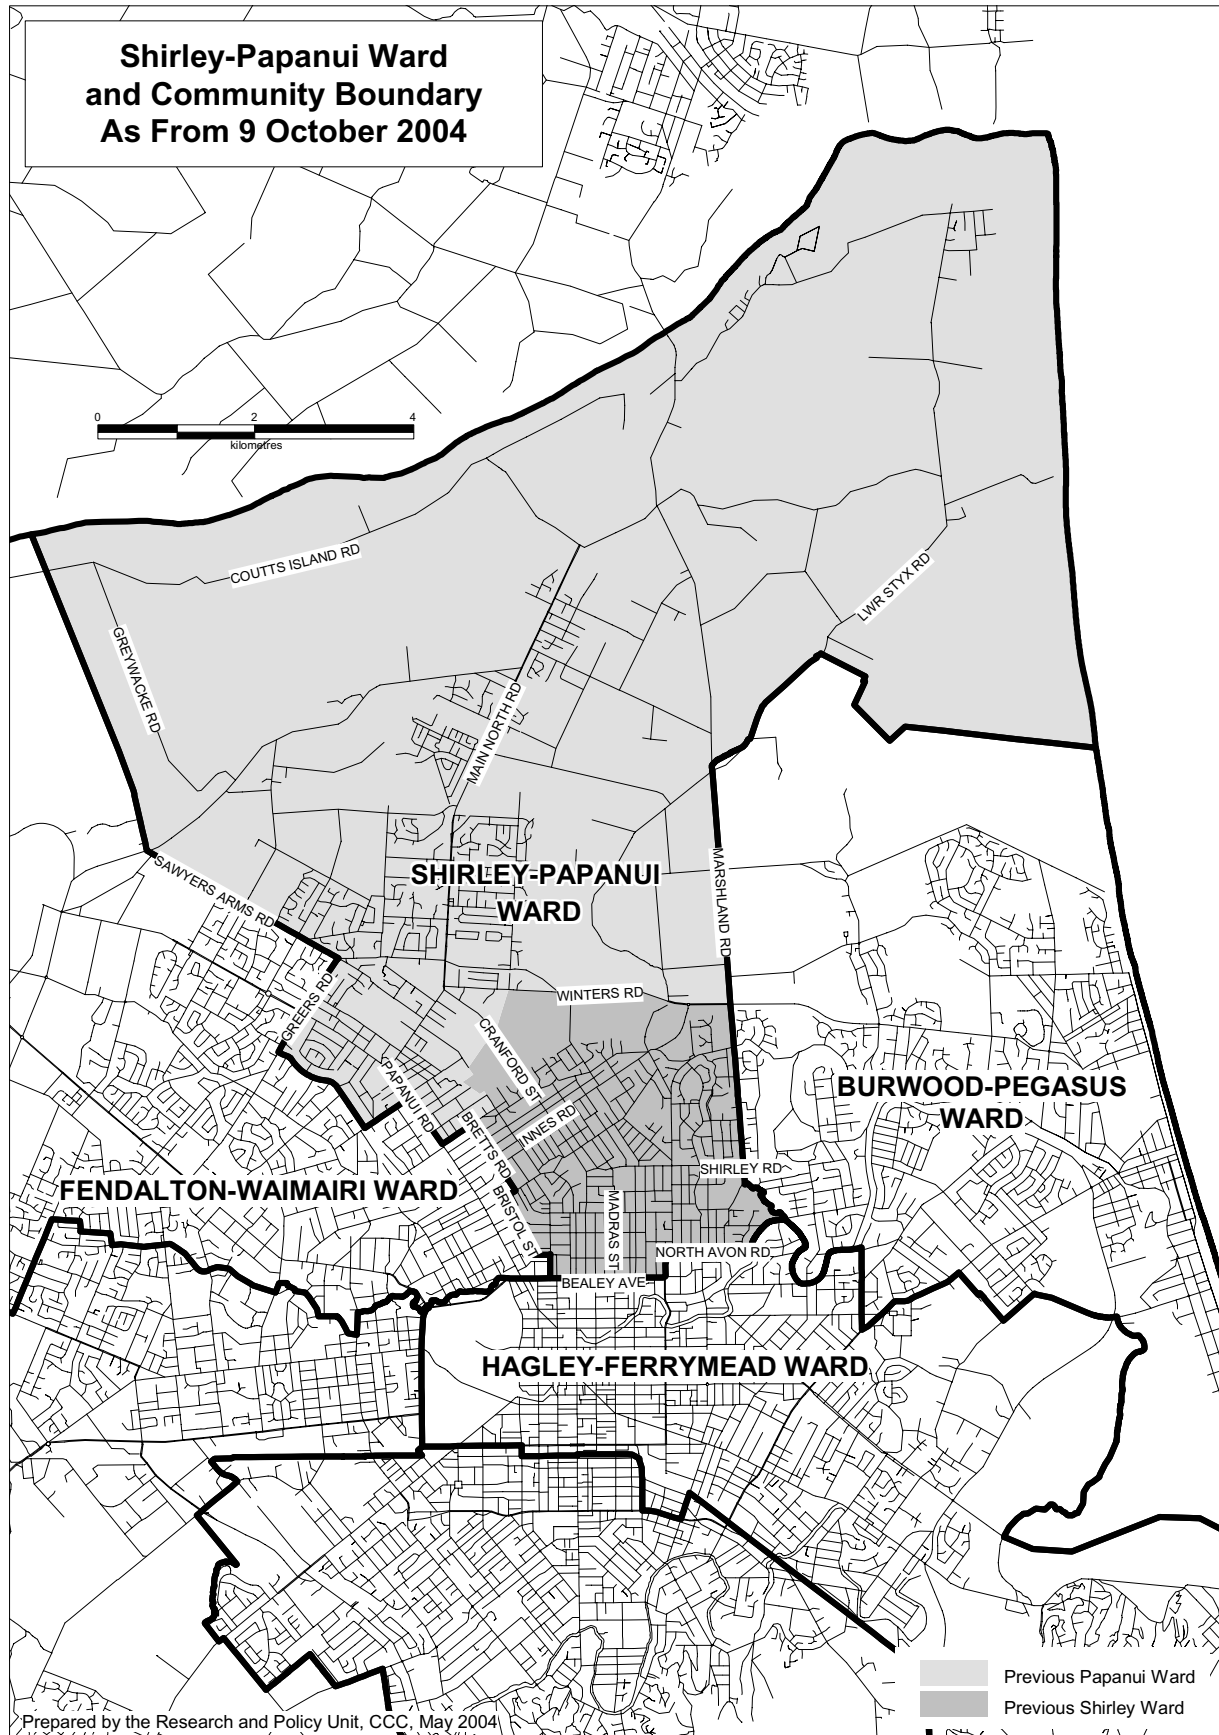 Shirley-Papanui Ward
and Community Boundary
As From 9 October 2004
0 2 4
kilometres
COUTTS ISLAND RD
LWR STYX RD
GREYWACKE RD
MAIN NORTH RD
SHIRLEY-PAPANUI
WARD
MARSHLAND RD
SAWYERS ARMS RD
GREERS RD
WINTERS RD
CRANFORD ST
PAPANUI RD
BURWOOD-PEGASUS
WARD
INNES RD
BRETTS RD
SHIRLEY RD
FENDALTON-WAIMAIRI WARD
BRISTOL ST
MADRAS ST
NORTH AVON RD
BEALEY AVE
HAGLEY-FERRYMEAD WARD
Previous Papanui Ward
Previous Shirley Ward
Prepared by the Research and Policy Unit, CCC, May 2004